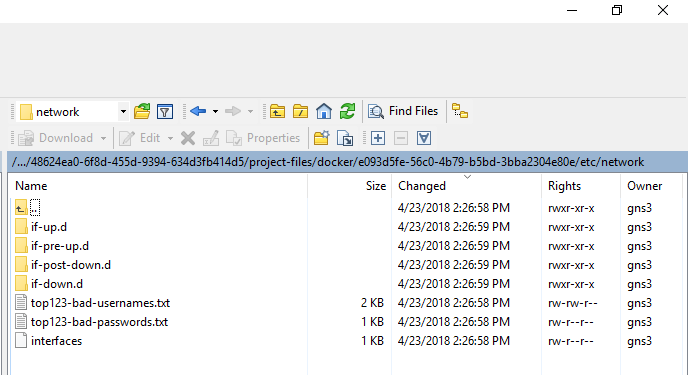 network Find Files
Download Edit Properties
/.../48624ea0-6f8d-455d-9394-634d3fb414d5/project-files/docker/e093d5fe-56c0-4b79-b5bd-3bba2304e80e/etc/network
Name Size Changed Rights Owner
.. 4/23/2018 2:26:58 PM rwxr-xr-x gns3
if-up.d 4/23/2018 2:26:59 PM rwxr-xr-x gns3
if-pre-up.d 4/23/2018 2:26:59 PM rwxr-xr-x gns3
if-post-down.d 4/23/2018 2:26:59 PM rwxr-xr-x gns3
if-down.d 4/23/2018 2:26:59 PM rwxr-xr-x gns3
top123-bad-usernames.txt 2 KB 4/23/2018 2:26:58 PM rw-rw-r-- gns3
top123-bad-passwords.txt 1 KB 4/23/2018 2:26:58 PM rw-r--r-- gns3
interfaces 1 KB 4/23/2018 2:26:58 PM rw-r--r-- gns3